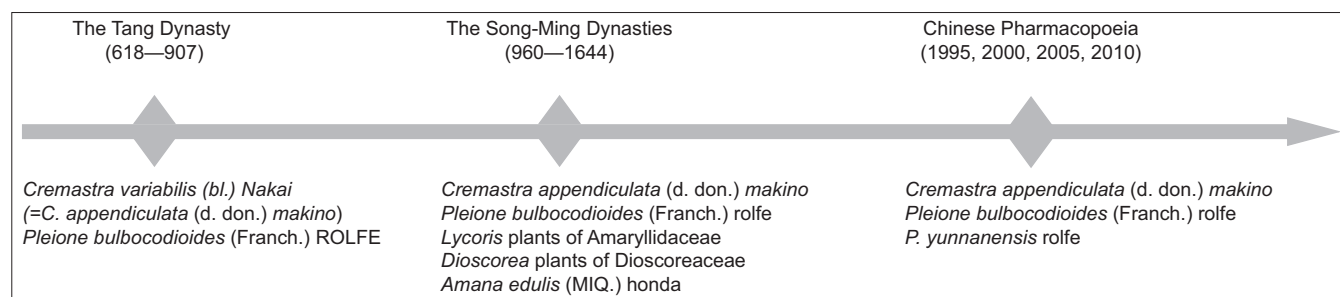 The Tang Dynasty
(618—907)
Cremastra variabilis (bl.) Nakai
(=C. appendiculata (d. don.) makino)
Pleione bulbocodioides (Franch.) ROLFE
The Song-Ming Dynasties
(960—1644)
Cremastra appendiculata (d. don.) makino
Pleione bulbocodioides (Franch.) rolfe
Lycoris plants of Amaryllidaceae
Dioscorea plants of Dioscoreaceae
Amana edulis (MIQ.) honda
Chinese Pharmacopoeia
(1995, 2000, 2005, 2010)
Cremastra appendiculata (d. don.) makino
Pleione bulbocodioides (Franch.) rolfe
P. yunnanensis rolfe